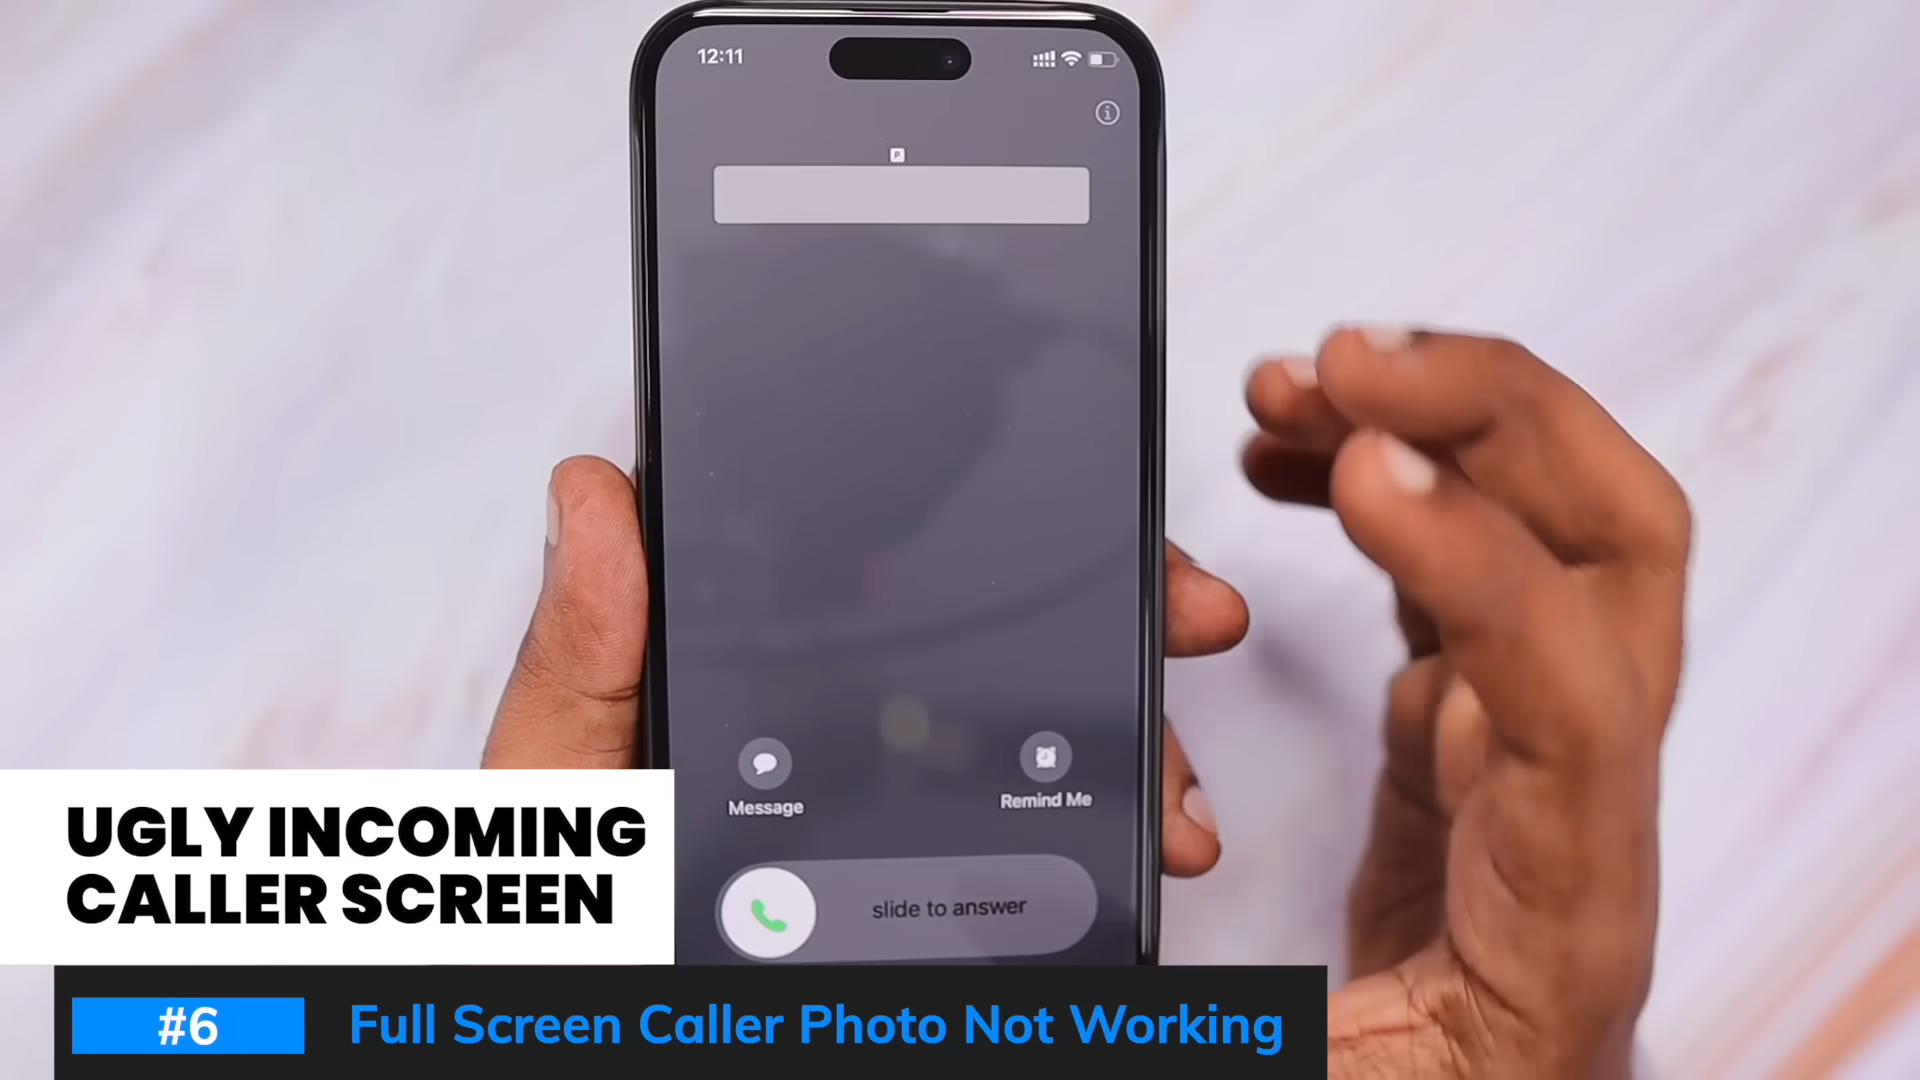 12:11
P
Message
Remind Me
slide to answer
UGLY INCOMING
CALLER SCREEN
#6
Full Screen Caller Photo Not Working